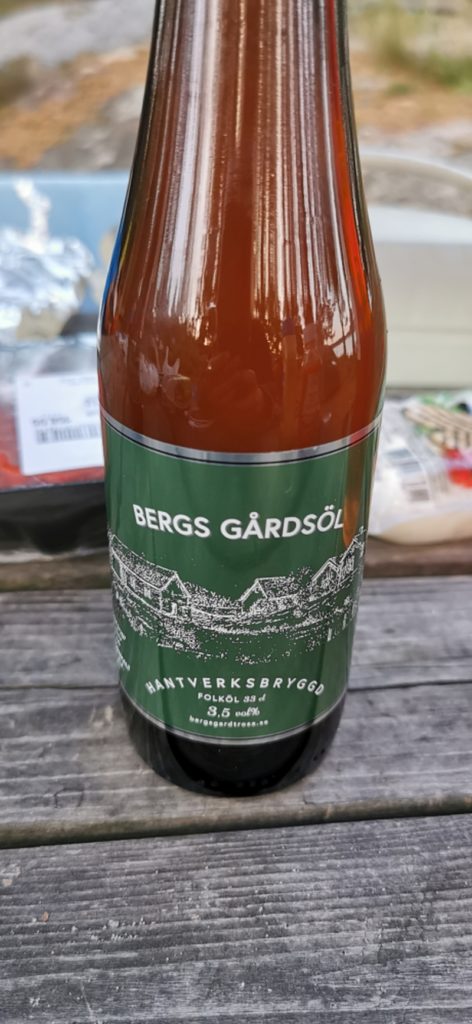 BERGS GÅRDSÖL
HANTVERKSBRYGGD
FOLKÖL 33 cl
3,5 vol%
bergsgardtrosa.se